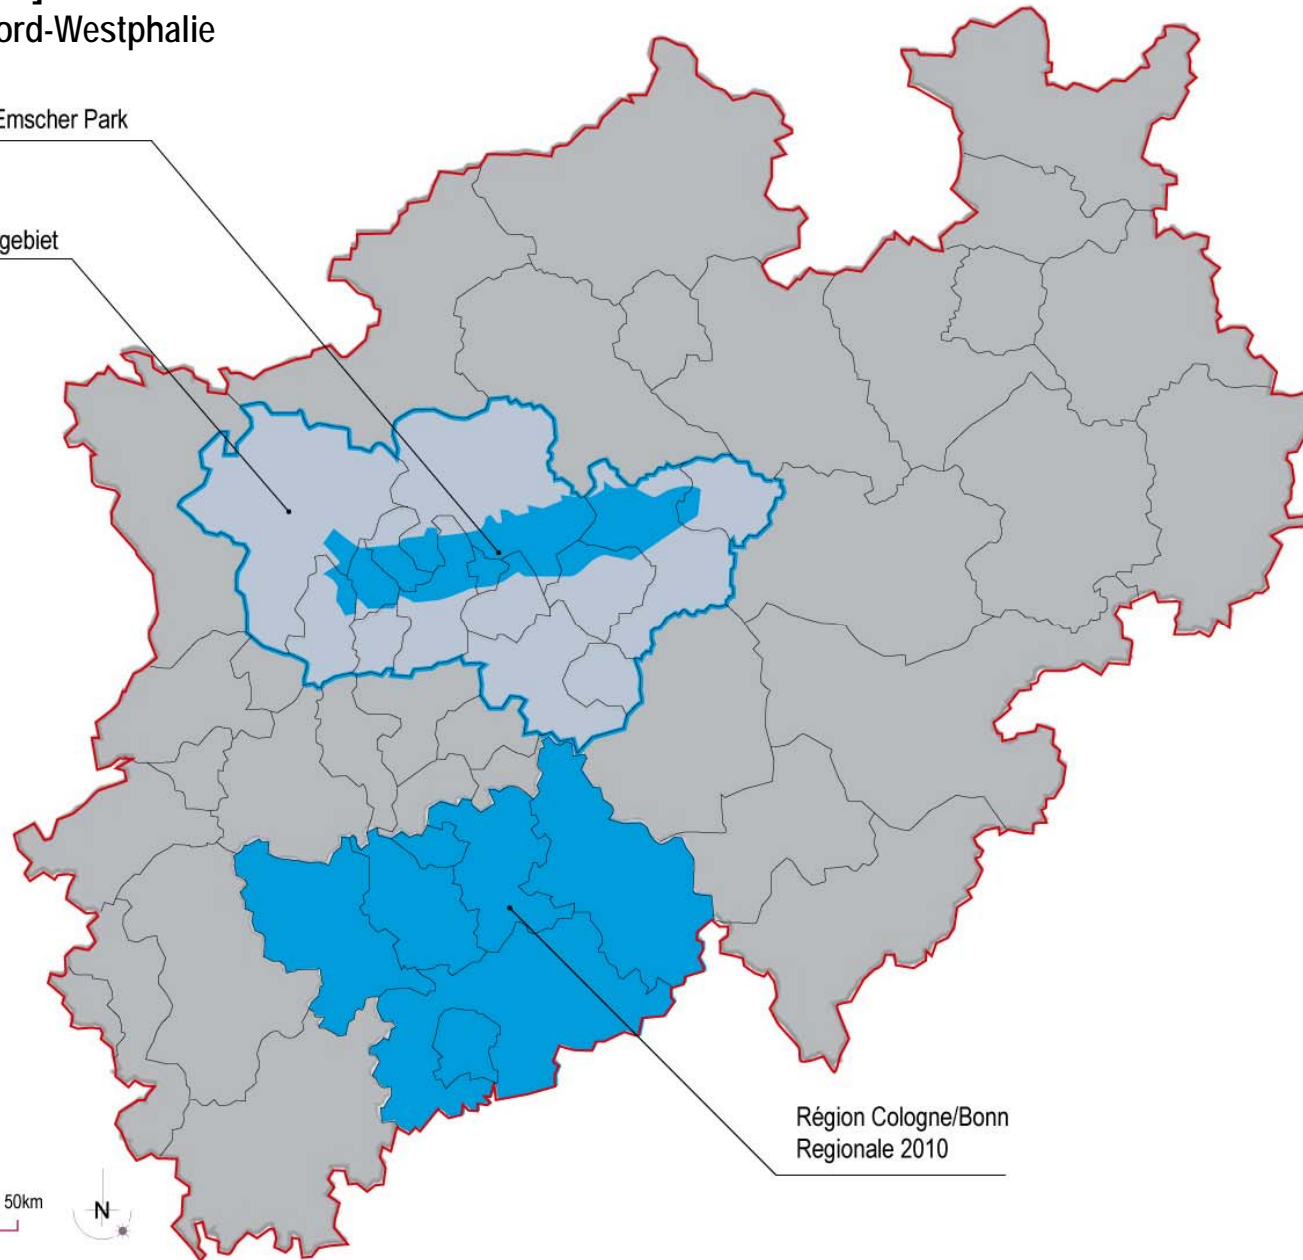 ]
ord-Westphalie
Emscher Park
gebiet
Région Cologne/Bonn
Regionale 2010
50km
N